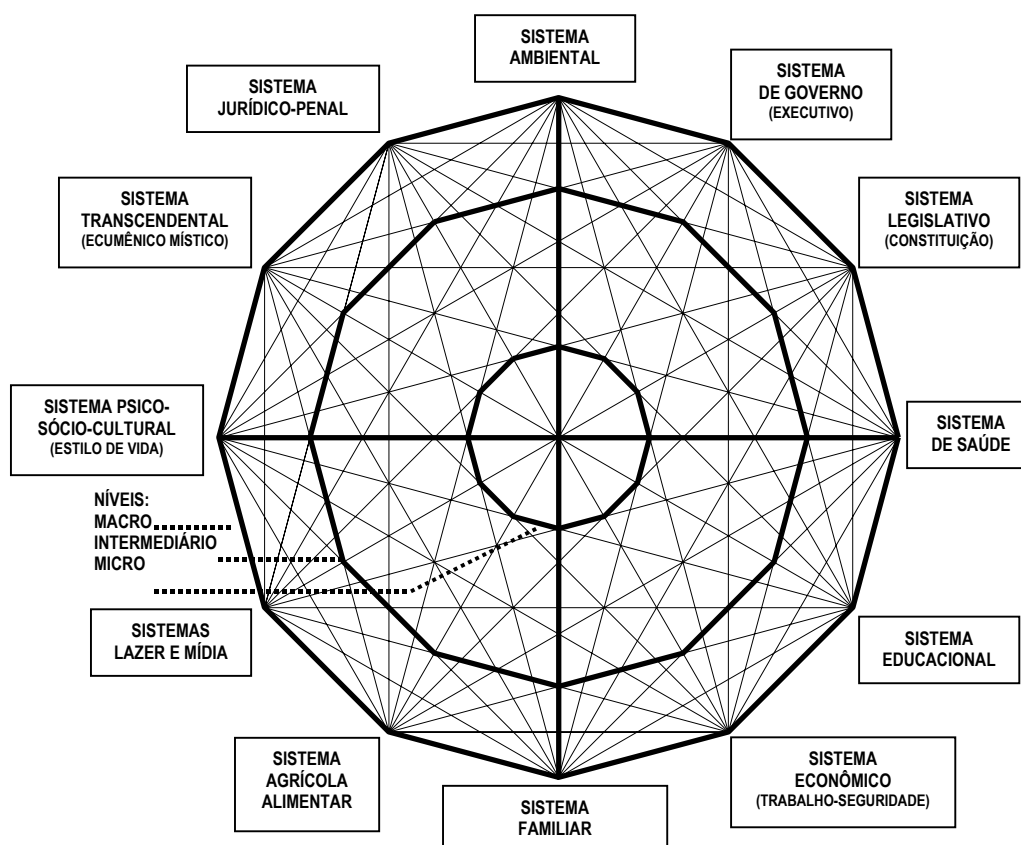 SISTEMA
AMBIENTAL
SISTEMA
DE GOVERNO
(EXECUTIVO)
SISTEMA
JURÍDICO-PENAL
SISTEMA
TRANSCENDENTAL
(ECUMÊNICO MÍSTICO)
SISTEMA
LEGISLATIVO
(CONSTITUIÇÃO)
SISTEMA PSICO-
SÓCIO-CULTURAL
(ESTILO DE VIDA)
SISTEMA
DE SAÚDE
NÍVEIS:
MACRO
INTERMEDIÁRIO
MICRO
SISTEMAS
LAZER E MÍDIA
SISTEMA
EDUCACIONAL
SISTEMA
AGRÍCOLA
ALIMENTAR
SISTEMA
FAMILIAR
SISTEMA
ECONÔMICO
(TRABALHO-SEGURIDADE)